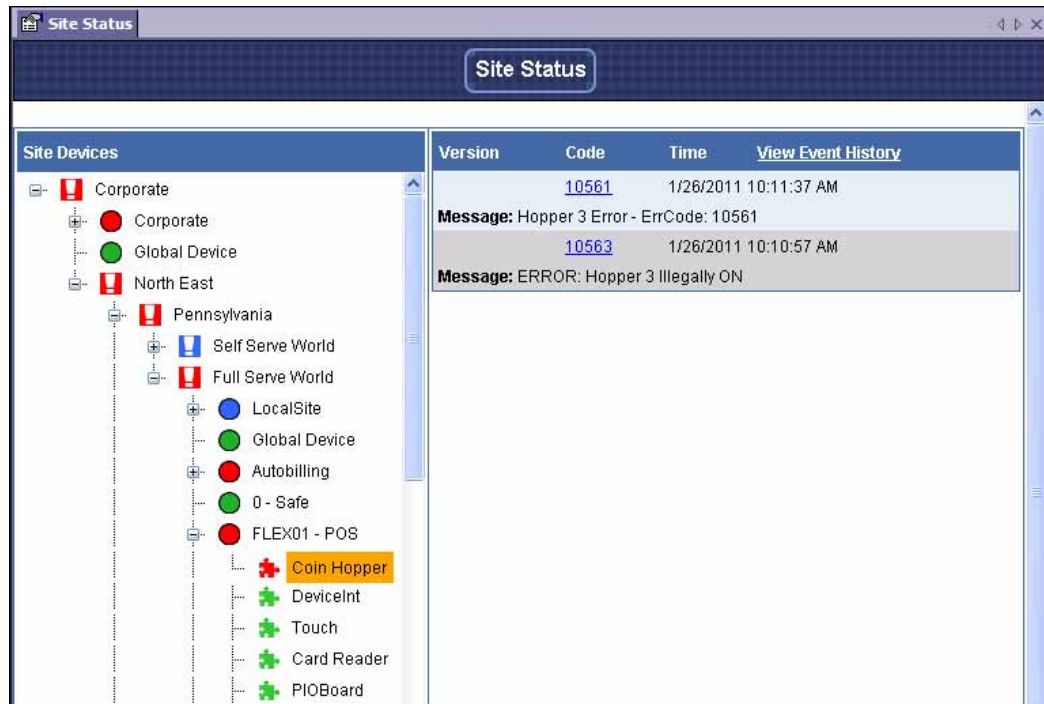 Site Status
Site Status
Site Devices
Corporate
Corporate
Global Device
North East
Pennsylvania
Self Serve World
Full Serve World
LocalSite
Global Device
Autobilling
0 - Safe
FLEX01 - POS
Coin Hopper
DeviceInt
Touch
Card Reader
PIOBoard
Version Code Time View Event History
10561 1/26/2011 10:11:37 AM
Message: Hopper 3 Error - ErrCode: 10561
10563 1/26/2011 10:10:57 AM
Message: ERROR: Hopper 3 Illegally ON